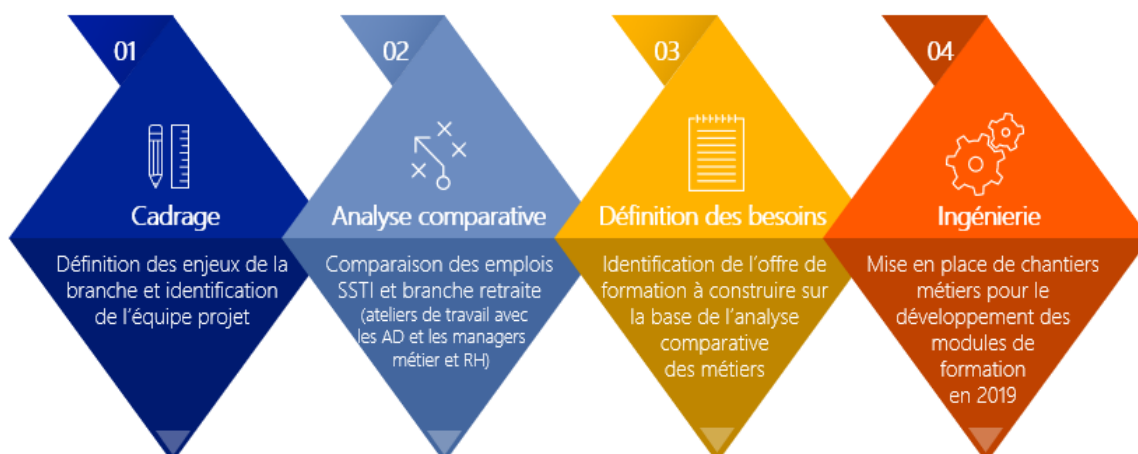 01
Cadrage
Définition des enjeux de la
branche et identification
de l'équipe projet
02
Analyse comparative
Comparaison des emplois
SSTI et branche retraite
(ateliers de travail avec
les AD et les managers
métier et RH)
03
Définition des besoins
Identification de l'offre de
formation à construire sur
la base de l'analyse
comparative
des métiers
04
Ingénierie
Mise en place de chantiers
métiers pour le
développement des
modules de
formation
en 2019